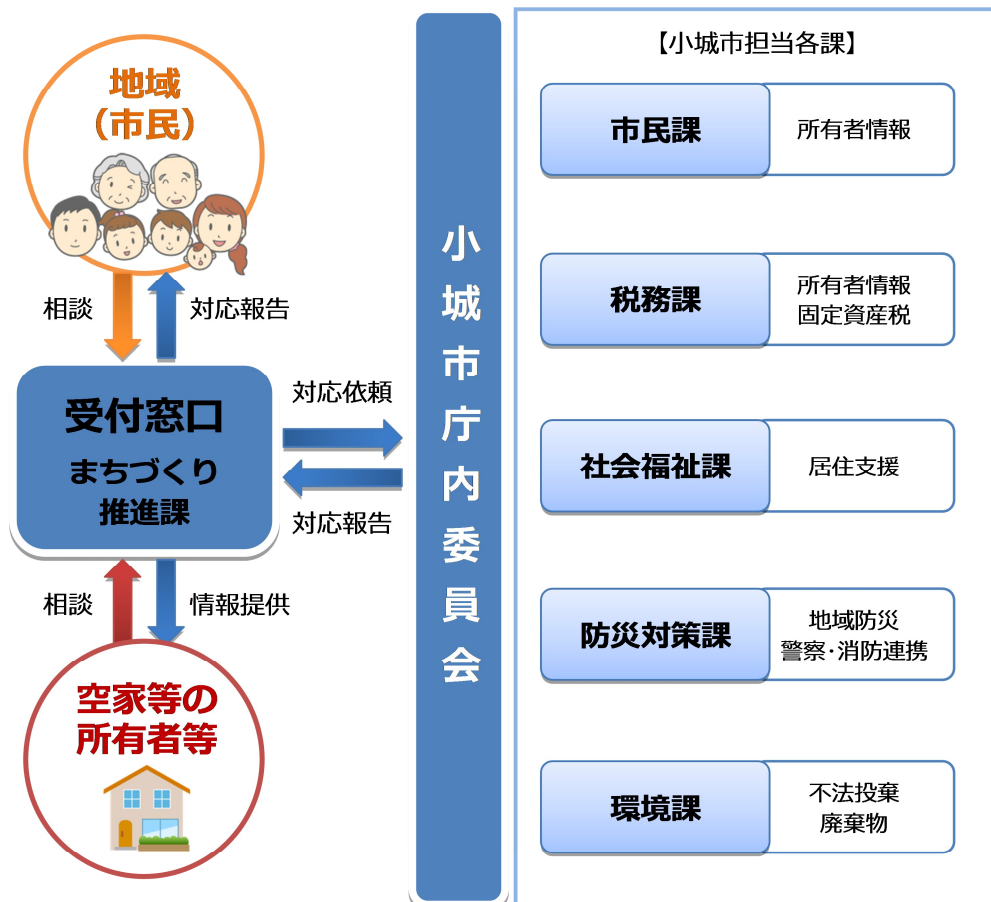 地域
（市民）
相談
対応報告
受付窓口
まちづくり
推進課
対応依頼
対応報告
相談
情報提供
空家等の
所有者等
小城市庁内委員会
【小城市担当各課】
市民課
所有者情報
税務課
所有者情報
固定資産税
社会福祉課
居住支援
防災対策課
地域防災
警察・消防連携
環境課
不法投棄
廃棄物